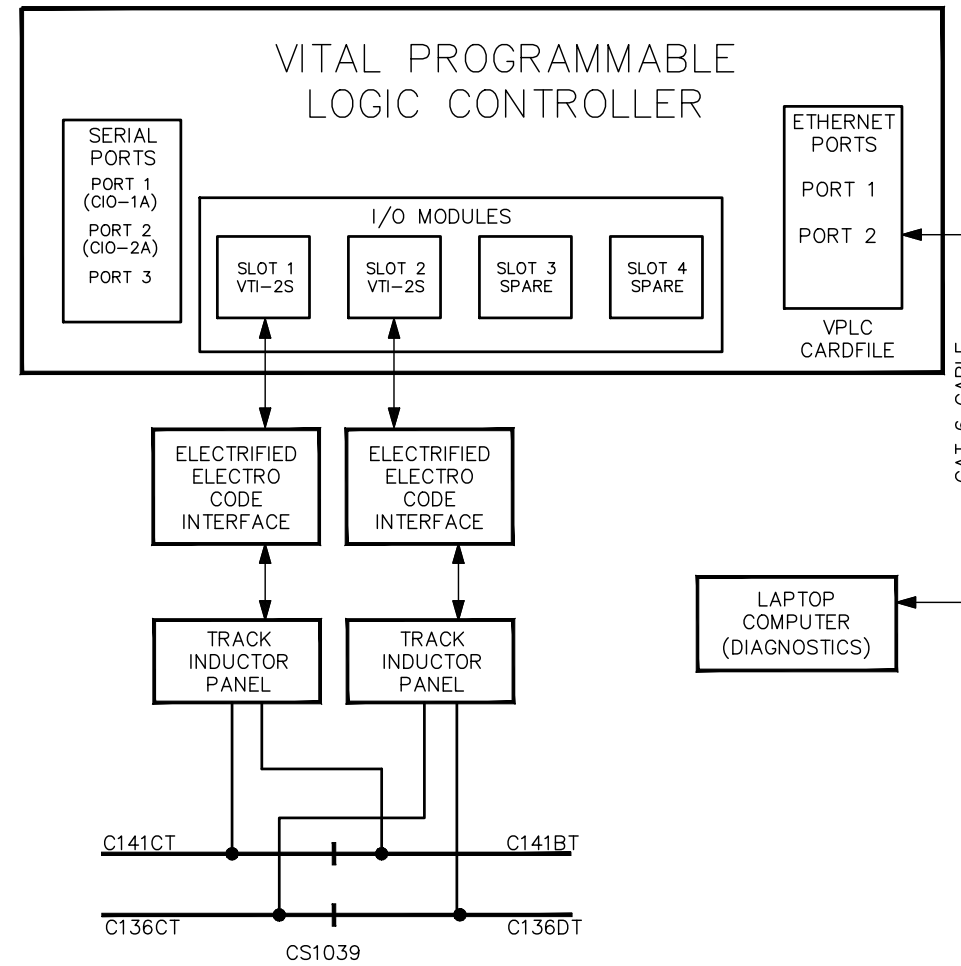 VITAL PROGRAMMABLE
LOGIC CONTROLLER
SERIAL
PORTS
PORT 1
(CIO-1A)
PORT 2
(CIO-2A)
PORT 3
I/O MODULES
SLOT 1
VTI-2S
SLOT 2
VTI-2S
SLOT 3
SPARE
SLOT 4
SPARE
ETHERNET
PORTS
PORT 1
PORT 2
VPLC
CARDFILE
CAT 6 CABLE
ELECTRIFIED
ELECTRO
CODE
INTERFACE
ELECTRIFIED
ELECTRO
CODE
INTERFACE
TRACK
INDUCTOR
PANEL
TRACK
INDUCTOR
PANEL
LAPTOP
COMPUTER
(DIAGNOSTICS)
C141CT
C141BT
C136CT
C136DT
CS1039